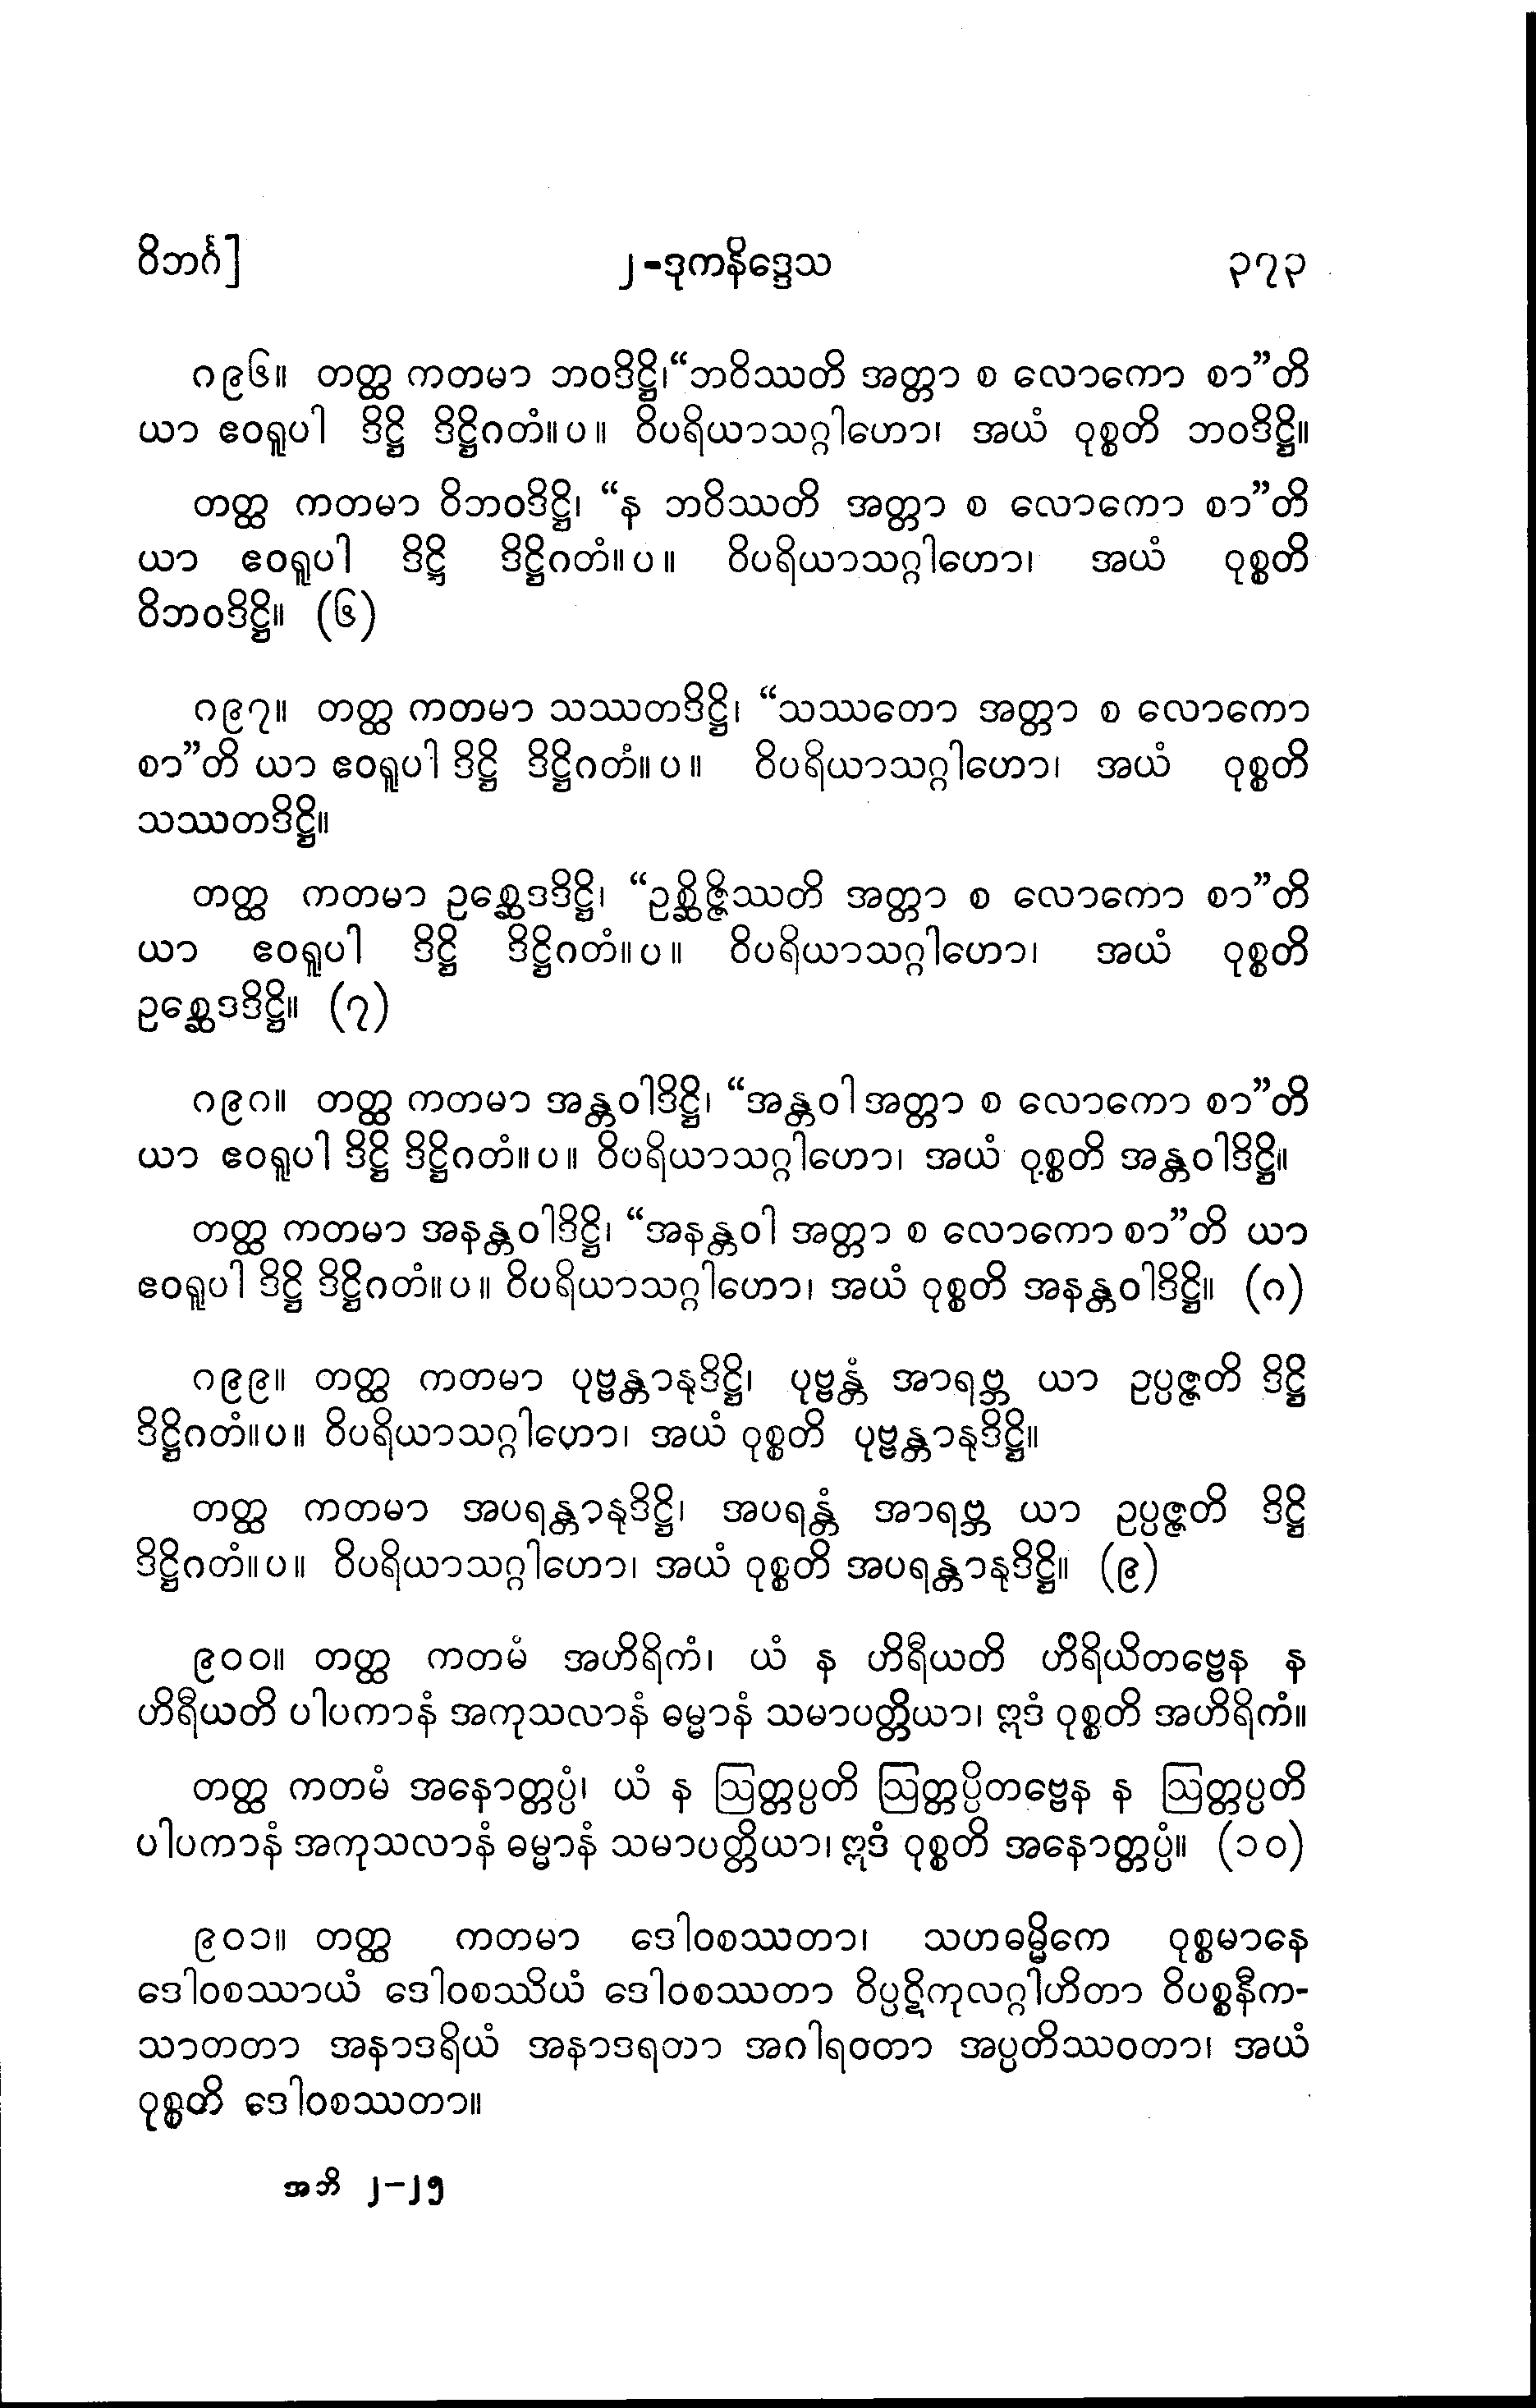 ဝိဘင်္ဂ]	၂-ဒုကနိဒ္ဒေသ	၃၇၃
၈၉၆။ တတ္ထ ကတမာ ဘဝဒိဋ္ဌိ၊ “ဘဝိဿတိ အတ္တာ စ လောကော စာ”တိ
ယာ ဧဝရူပါ ဒိဋ္ဌိ ဒိဋ္ဌိဂတံ။ပ။ ဝိပရိယာသဂ္ဂါဟော၊ အယံ ဝုစ္စတိ ဘဝဒိဋ္ဌိ။
တတ္ထ ကတမာ ဝိဘဝဒိဋ္ဌိ၊ “န ဘဝိဿတိ အတ္တာ စ လောကော စာ”တိ
ယာ ဧဝရူပါ ဒိဋ္ဌိ ဒိဋ္ဌိဂတံ။ပ။ ဝိပရိယာသဂ္ဂါဟော၊ အယံ ဝုစ္စတိ
ဝိဘဝဒိဋ္ဌိ။ (၆)
၈၉၇။ တတ္ထ ကတမာ သဿတဒိဋ္ဌိ၊ “သဿတော အတ္တာ စ လောကော
စာ”တိ ယာ ဧဝရူပါ ဒိဋ္ဌိ ဒိဋ္ဌိဂတံ။ပ။ ဝိပရိယာသဂ္ဂါဟော၊ အယံ ဝုစ္စတိ
သဿတဒိဋ္ဌိ။
တတ္ထ ကတမာ ဥစ္ဆေဒဒိဋ္ဌိ၊ “ဥစ္ဆိဇ္ဇိဿတိ အတ္တာ စ လောကော စာ”တိ
ယာ ဧဝရူပါ ဒိဋ္ဌိ ဒိဋ္ဌိဂတံ။ပ။ ဝိပရိယာသဂ္ဂါဟော၊ အယံ ဝုစ္စတိ
ဥစ္ဆေဒဒိဋ္ဌိ။ (၇)
၈၉၈။ တတ္ထ ကတမာ အန္တဝါဒိဋ္ဌိ၊ “အန္တဝါ အတ္တာ စ လောကော စာ”တိ
ယာ ဧဝရူပါ ဒိဋ္ဌိ ဒိဋ္ဌိဂတံ။ပ။ ဝိပရိယာသဂ္ဂါဟော၊ အယံ ဝုစ္စတိ အန္တဝါဒိဋ္ဌိ။
တတ္ထ ကတမာ အနန္တဝါဒိဋ္ဌိ၊ “အနန္တဝါ အတ္တာ စ လောကော စာ”တိ ယာ
ဧဝရူပါ ဒိဋ္ဌိ ဒိဋ္ဌိဂတံ။ပ။ ဝိပရိယာသဂ္ဂါဟော၊ အယံ ဝုစ္စတိ အနန္တဝါဒိဋ္ဌိ။ (၈)
၈၉၉။ တတ္ထ ကတမာ ပုဗ္ဗန္တာနုဒိဋ္ဌိ၊ ပုဗ္ဗန္တံ အာရဗ္ဘ ယာ ဥပ္ပဇ္ဇတိ ဒိဋ္ဌိ
ဒိဋ္ဌိဂတံ။ပ။ ဝိပရိယာသဂ္ဂါဟော၊ အယံ ဝုစ္စတိ ပုဗ္ဗန္တာနုဒိဋ္ဌိ။
တတ္ထ ကတမာ အပရန္တာနုဒိဋ္ဌိ၊ အပရန္တံ အာရဗ္ဘ ယာ ဥပ္ပဇ္ဇတိ ဒိဋ္ဌိ
ဒိဋ္ဌိဂတံ။ပ။ ဝိပရိယာသဂ္ဂါဟော၊ အယံ ဝုစ္စတိ အပရန္တာနုဒိဋ္ဌိ။ (၉)
၉၀၀။ တတ္ထ ကတမံ အဟိရိကံ၊ ယံ န ဟိရီယတိ ဟိရိယိတဗ္ဗေန န
ဟိရီယတိ ပါပကာနံ အကုသလာနံ ဓမ္မာနံ သမာပတ္တိယာ၊ ဣဒံ ဝုစ္စတိ အဟိရိကံ။
တတ္ထ ကတမံ အနောတ္တပ္ပံ၊ ယံ န ဩတ္တပ္ပတိ ဩတ္တပ္ပိတဗ္ဗေန န ဩတ္တပ္ပတိ
ပါပကာနံ အကုသလာနံ ဓမ္မာနံ သမာပတ္တိယာ၊ ဣဒံ ဝုစ္စတိ အနောတ္တပ္ပံ။ (၁၀)
၉၀၁။ တတ္ထ ကတမာ ဒေါဝစဿတာ၊ သဟဓမ္မိကေ ဝုစ္စမာနေ
ဒေါဝစဿာယံ ဒေါဝစဿိယံ ဒေါဝစဿတာ ဝိပ္ပဋိကုလဂ္ဂါဟိတာ ဝိပစ္စနီက-
သာတတာ အနာဒရိယံ အနာဒရတာ အဂါရဝတာ အပ္ပတိဿဝတာ၊ အယံ
ဝုစ္စတိ ဒေါဝစဿတာ။
အဘိ ၂-၂၅